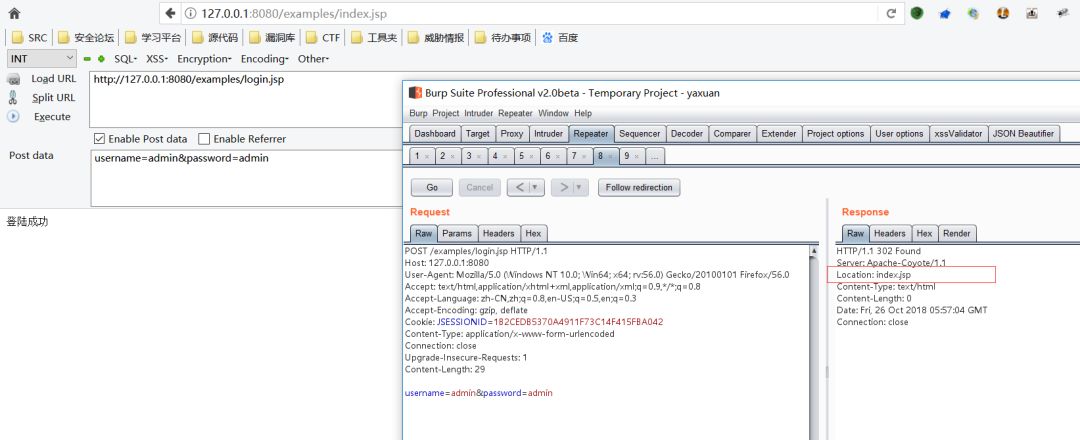 127.0.0.1:8080/examples/index.jsp
SRC 安全论坛 学习平台 源代码 漏洞库 CTF 工具夹 威胁情报 待办事项 百度
INT SQL- XSS- Encryption- Encoding- Other-
Load URL
Split URL
Execute
http://127.0.0.1:8080/examples/login.jsp
Enable Post data Enable Referrer
Post data
username=admin&password=admin
登陆成功
Burp Suite Professional v2.0beta - Temporary Project - yaxuan
Burp Project Intruder Repeater Window Help
Dashboard Target Proxy Intruder Repeater Sequencer Decoder Comparer Extender Project options User options xssValidator JSON Beautifier
1 × 2 × 3 × 4 × 5 × 6 × 7 × 8 × 9 × ...
Go Cancel < > Follow redirection
Request
Raw Params Headers Hex
POST /examples/login.jsp HTTP/1.1
Host: 127.0.0.1:8080
User-Agent: Mozilla/5.0 (Windows NT 10.0; Win64; x64; rv:56.0) Gecko/20100101 Firefox/56.0
Accept: text/html,application/xhtml+xml,application/xml;q=0.9,*/*;q=0.8
Accept-Language: zh-CN,zh;q=0.8,en-US;q=0.5,en;q=0.3
Accept-Encoding: gzip, deflate
Cookie: JSESSIONID=1B2CEDB5370A4911F73C14F415FBA042
Content-Type: application/x-www-form-urlencoded
Connection: close
Upgrade-Insecure-Requests: 1
Content-Length: 29
username=admin&password=admin
Response
Raw Headers Hex Render
HTTP/1.1 302 Found
Server: Apache-Coyote/1.1
Location: index.jsp
Content-Type: text/html
Content-Length: 0
Date: Fri, 26 Oct 2018 05:57:04 GMT
Connection: close